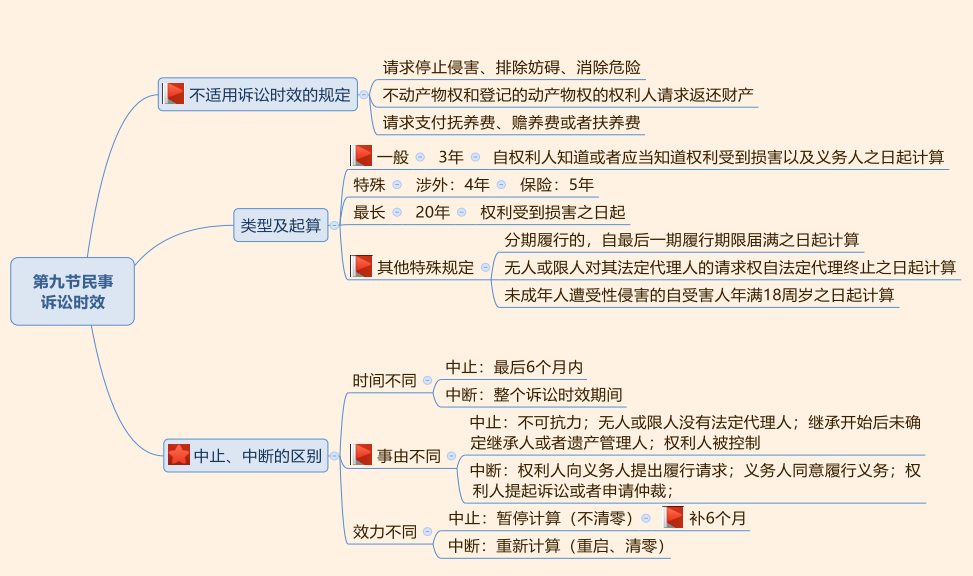 第九节民事
诉讼时效
不适用诉讼时效的规定
请求停止侵害、排除妨碍、消除危险
不动产物权和登记的动产物权的权利人请求返还财产
请求支付抚养费、赡养费或者扶养费
类型及起算
一般 3年 自权利人知道或者应当知道权利受到损害以及义务人之日起计算
特殊 涉外：4年 保险：5年
最长 20年 权利受到损害之日起
其他特殊规定
分期履行的，自最后一期履行期限届满之日起计算
无人或限人对其法定代理人的请求权自法定代理终止之日起计算
未成年人遭受性侵害的自受害人年满18周岁之日起计算
中止、中断的区别
时间不同
中止：最后6个月内
中断：整个诉讼时效期间
事由不同
中止：不可抗力；无人或限人没有法定代理人；继承开始后未确
定继承人或者遗产管理人；权利人被控制
中断：权利人向义务人提出履行请求；义务人同意履行义务；权
利人提起诉讼或者申请仲裁；
效力不同
中止：暂停计算（不清零） 补6个月
中断：重新计算（重启、清零）